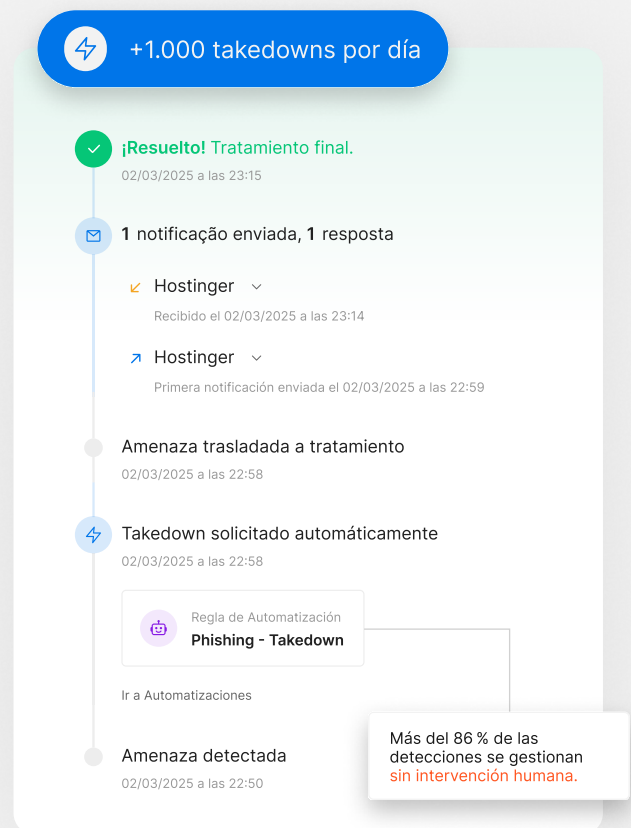 +1.000 takedowns por día
¡Resuelto! Tratamiento final.
02/03/2025 a las 23:15
1 notificação enviada, 1 resposta
Hostinger
Recibido el 02/03/2025 a las 23:14
Hostinger
Primera notificación enviada el 02/03/2025 a las 22:59
Amenaza trasladada a tratamiento
02/03/2025 a las 22:58
Takedown solicitado automáticamente
02/03/2025 a las 22:58
Regla de Automatización
Phishing - Takedown
Ir a Automatizaciones
Más del 86 % de las
detecciones se gestionan
sin intervención humana.
Amenaza detectada
02/03/2025 a las 22:50